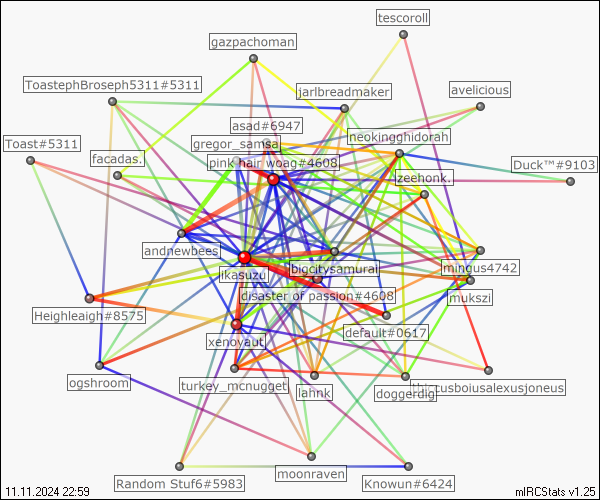 tescoroll
gazpachoman
ToastephBroseph5311#5311
jarlbreadmaker
avelicious
asad#6947
neokingghidorah
gregor_samsa
Toast#5311
facadas.
pink hair woag#4608
Duck™#9103
zeehonk.
andnewbees
ikasuzu
bigcitysamurai
mingus4742
mukszi
disaster of passion#4608
Heighleaigh#8575
default#0617
xenoyaut
ogshroom
turkey_mcnugget
lahnk
doggerdig
moonraven
Random Stuf6#5983
Knowun#6424
11.11.2024 22:59
mIRCStats v1.25